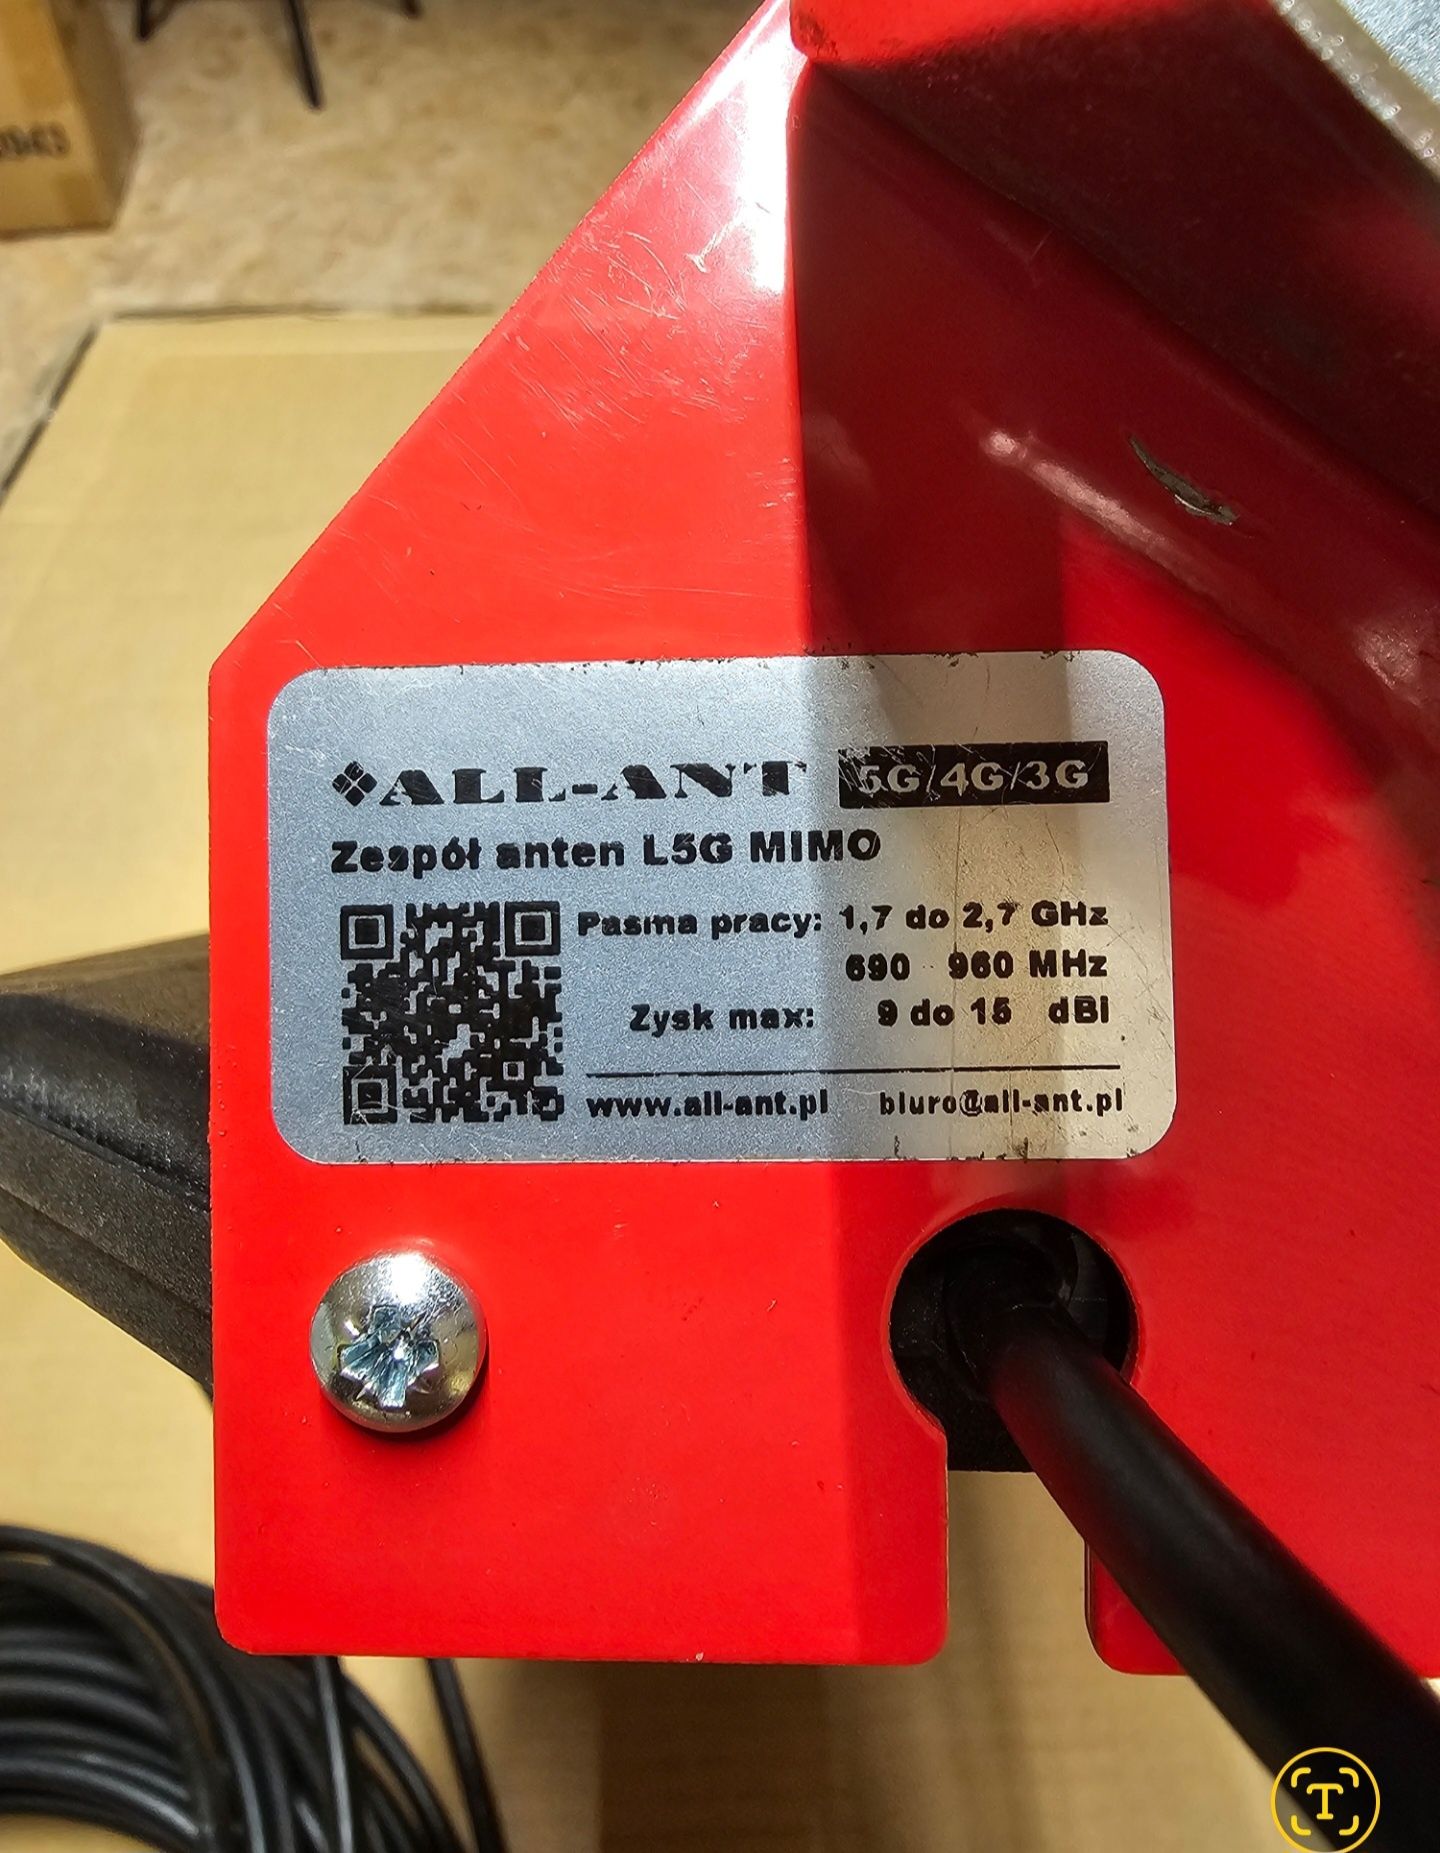 ALL-ANT 5G/4G/3G
Zespół anten L5G MIMO
Pasma pracy: 1,7 do 2,7 GHz
690 960 MHz
Zysk max: 9 do 15 dBi
www.all-ant.pl biuro@all-ant.pl
T